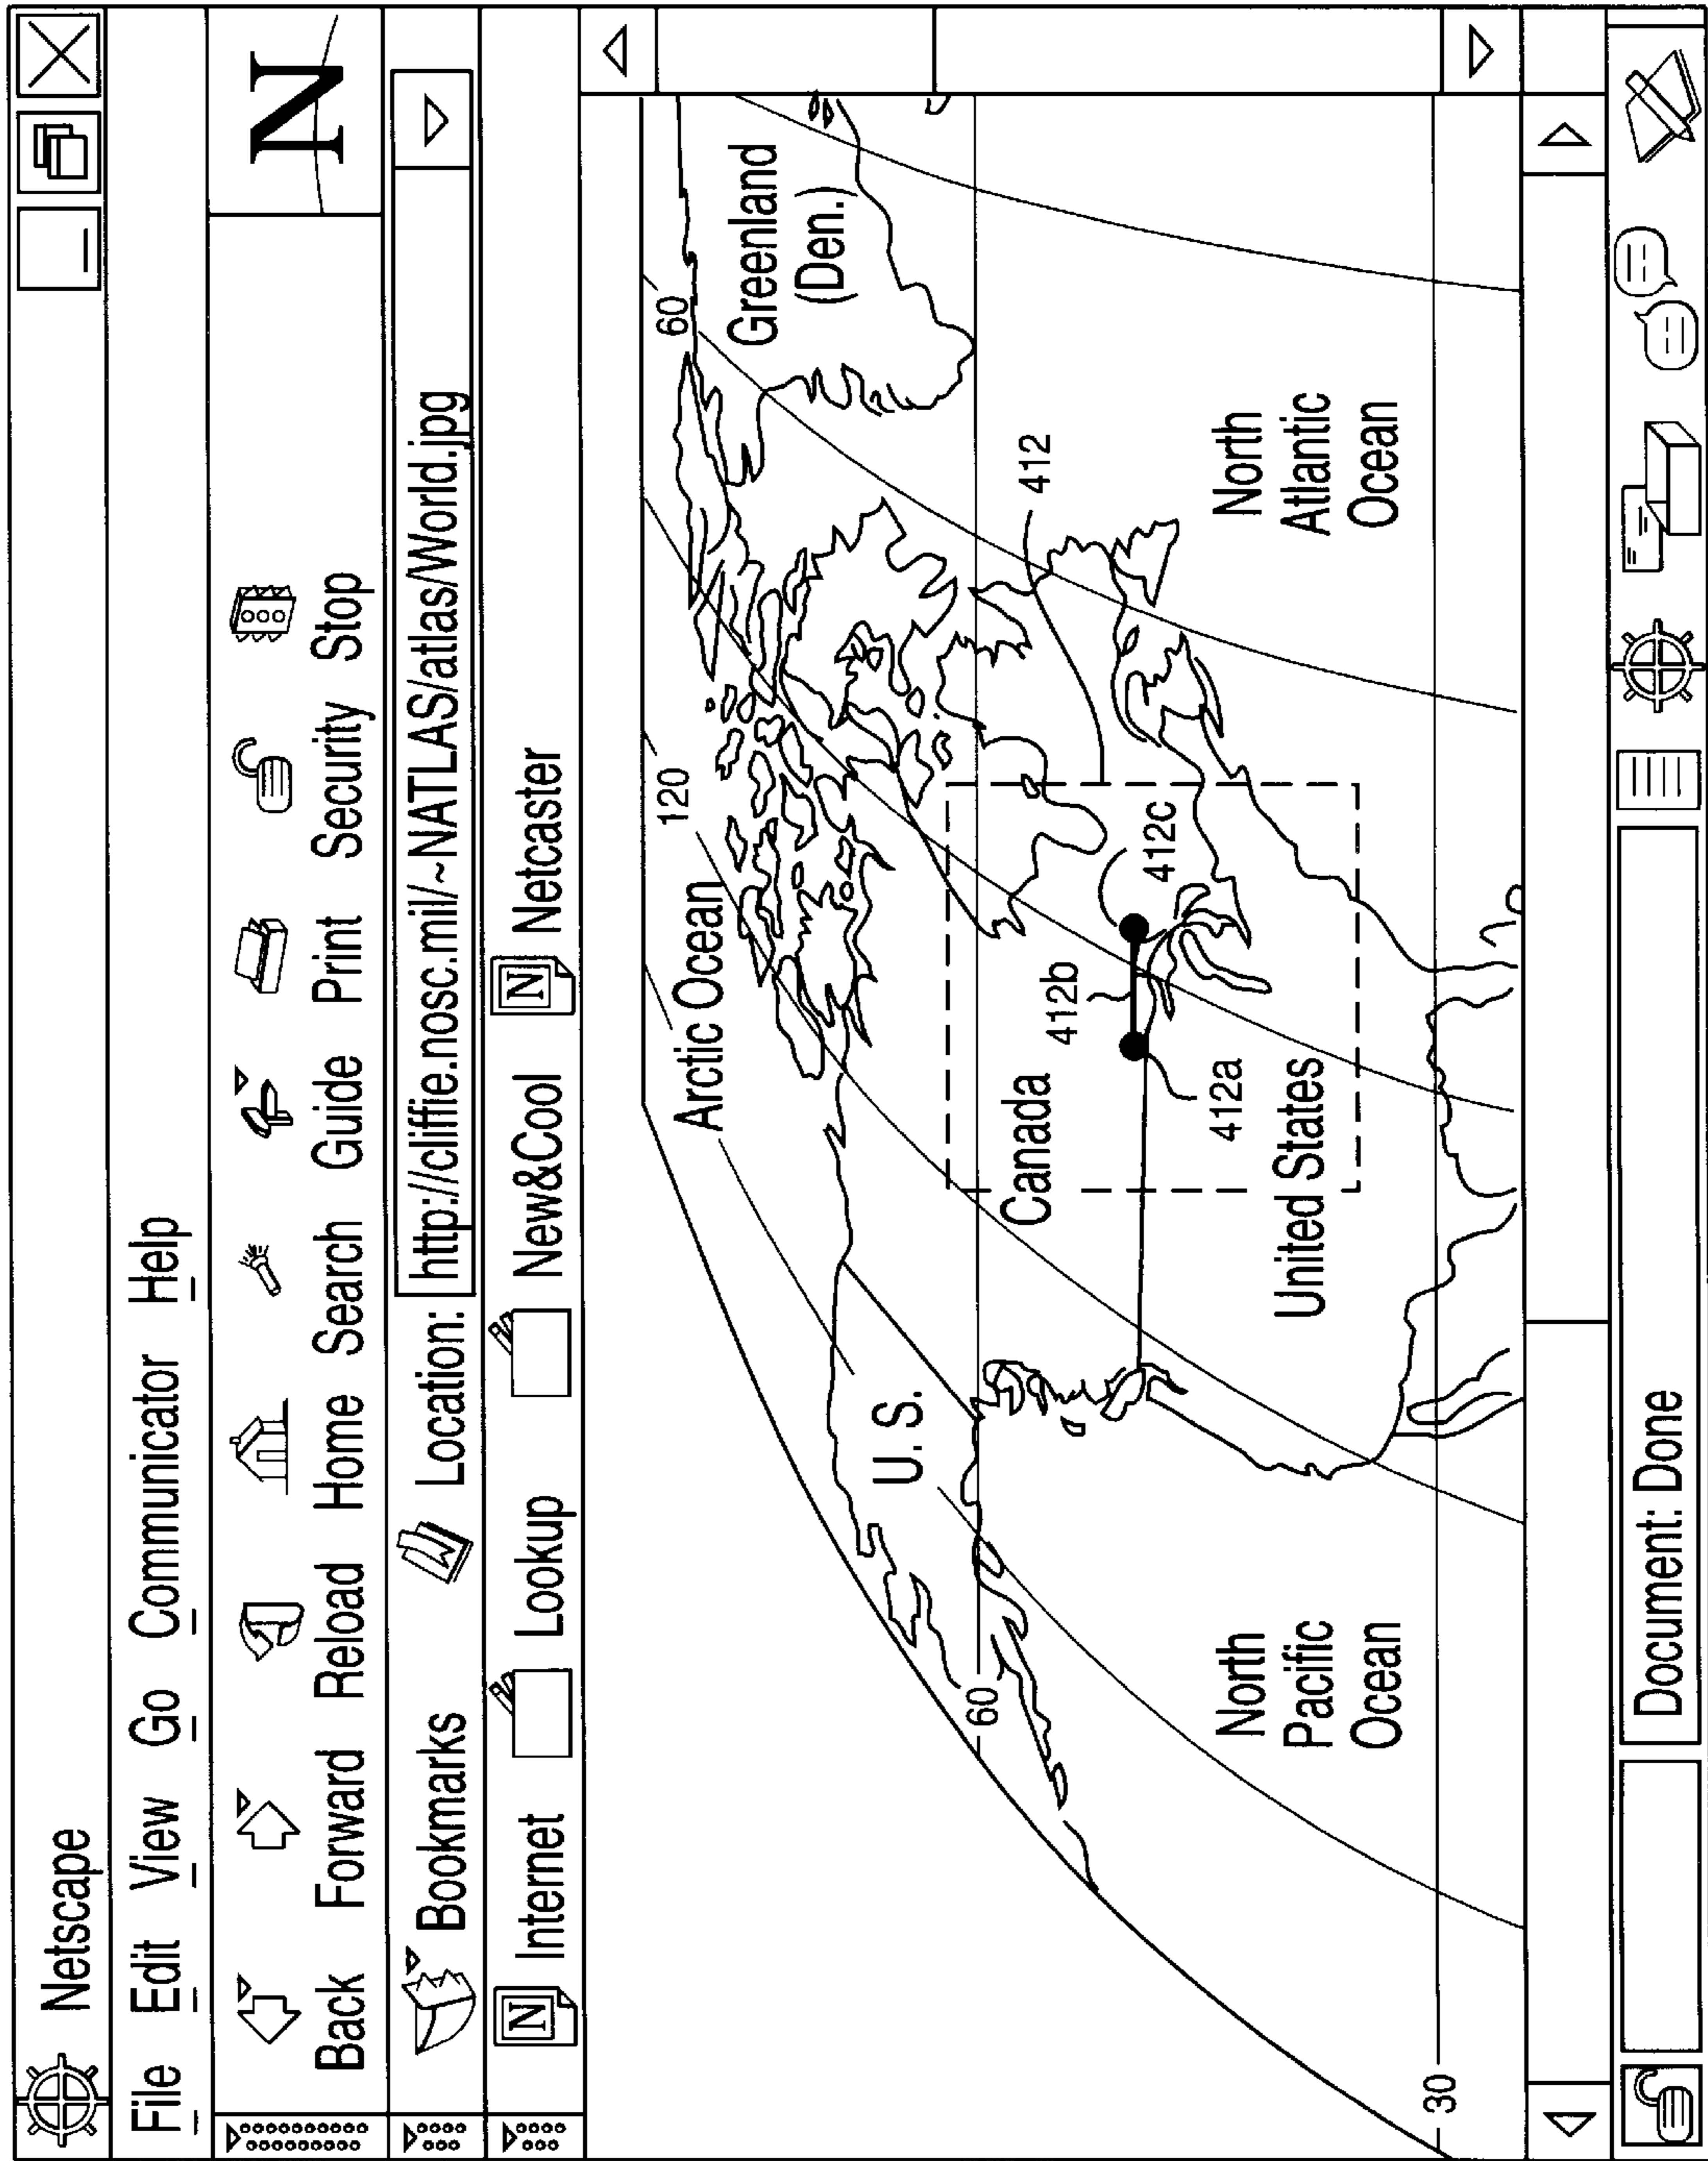 Netscape
File Edit View Go Communicator Help
Back Forward Reload Home Search Guide Print Security Stop
N
Bookmarks Location: http://cliffie.nosc.mil/~NATLAS/atlas/World.jpg
N Internet Lookup New&Cool N Netcaster
120
60
Arctic Ocean
Greenland
(Den.)
U.S.
60
412
Canada
412b
412c
412a
United States
North
Pacific
Ocean
North
Atlantic
Ocean
30
Document: Done